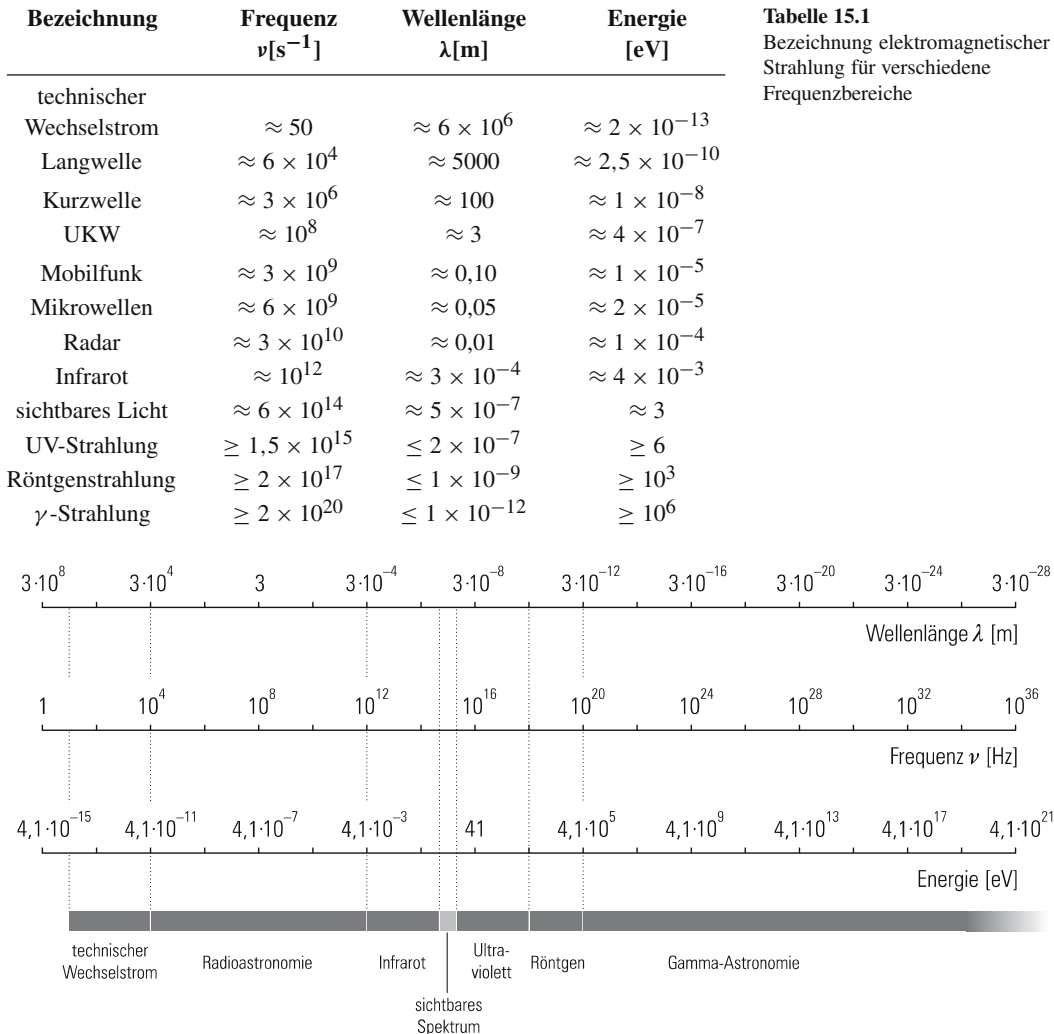 Bezeichnung Frequenz Wellenlänge Energie
ν[s⁻¹] λ[m] [eV]
technischer
Wechselstrom ≈ 50 ≈ 6 × 10⁶ ≈ 2 × 10⁻¹³
Langwelle ≈ 6 × 10⁴ ≈ 5000 ≈ 2,5 × 10⁻¹⁰
Kurzwelle ≈ 3 × 10⁶ ≈ 100 ≈ 1 × 10⁻⁸
UKW ≈ 10⁸ ≈ 3 ≈ 4 × 10⁻⁷
Mobilfunk ≈ 3 × 10⁹ ≈ 0,10 ≈ 1 × 10⁻⁵
Mikrowellen ≈ 6 × 10⁹ ≈ 0,05 ≈ 2 × 10⁻⁵
Radar ≈ 3 × 10¹⁰ ≈ 0,01 ≈ 1 × 10⁻⁴
Infrarot ≈ 10¹² ≈ 3 × 10⁻⁴ ≈ 4 × 10⁻³
sichtbares Licht ≈ 6 × 10¹⁴ ≈ 5 × 10⁻⁷ ≈ 3
UV-Strahlung ≥ 1,5 × 10¹⁵ ≤ 2 × 10⁻⁷ ≥ 6
Röntgenstrahlung ≥ 2 × 10¹⁷ ≤ 1 × 10⁻⁹ ≥ 10³
γ-Strahlung ≥ 2 × 10²⁰ ≤ 1 × 10⁻¹² ≥ 10⁶
Tabelle 15.1
Bezeichnung elektromagnetischer
Strahlung für verschiedene
Frequenzbereiche
3·10⁸ 3·10⁴ 3 3·10⁻⁴ 3·10⁻⁸ 3·10⁻¹² 3·10⁻¹⁶ 3·10⁻²⁰ 3·10⁻²⁴ 3·10⁻²⁸
Wellenlänge λ [m]
1 10⁴ 10⁸ 10¹² 10¹⁶ 10²⁰ 10²⁴ 10²⁸ 10³² 10³⁶
Frequenz ν [Hz]
4,1·10⁻¹⁵ 4,1·10⁻¹¹ 4,1·10⁻⁷ 4,1·10⁻³ 41 4,1·10⁵ 4,1·10⁹ 4,1·10¹³ 4,1·10¹⁷ 4,1·10²¹
Energie [eV]
technischer
Wechselstrom
Radioastronomie
Infrarot
sichtbares
Spektrum
Ultra-
violett
Röntgen
Gamma-Astronomie